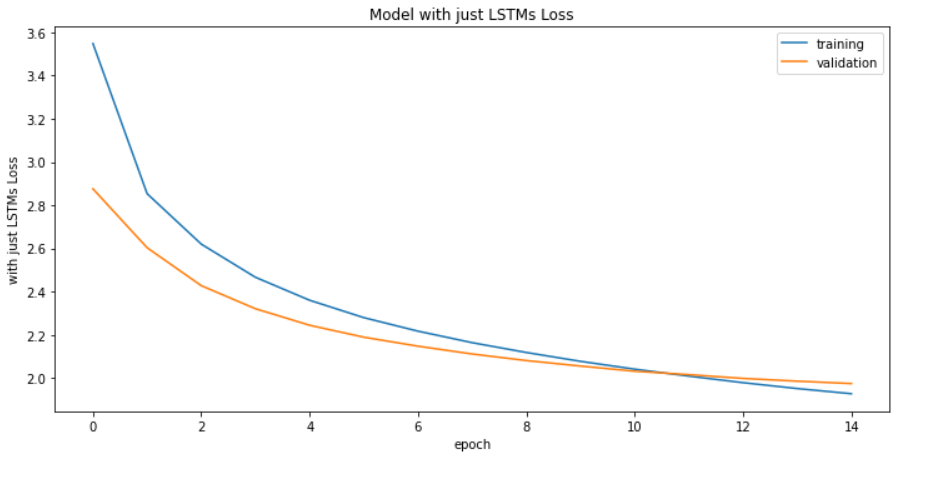 Model with just LSTMs Loss
training
validation
with just LSTMs Loss
3.6
3.4
3.2
3.0
2.8
2.6
2.4
2.2
2.0
0 2 4 6 8 10 12 14
epoch